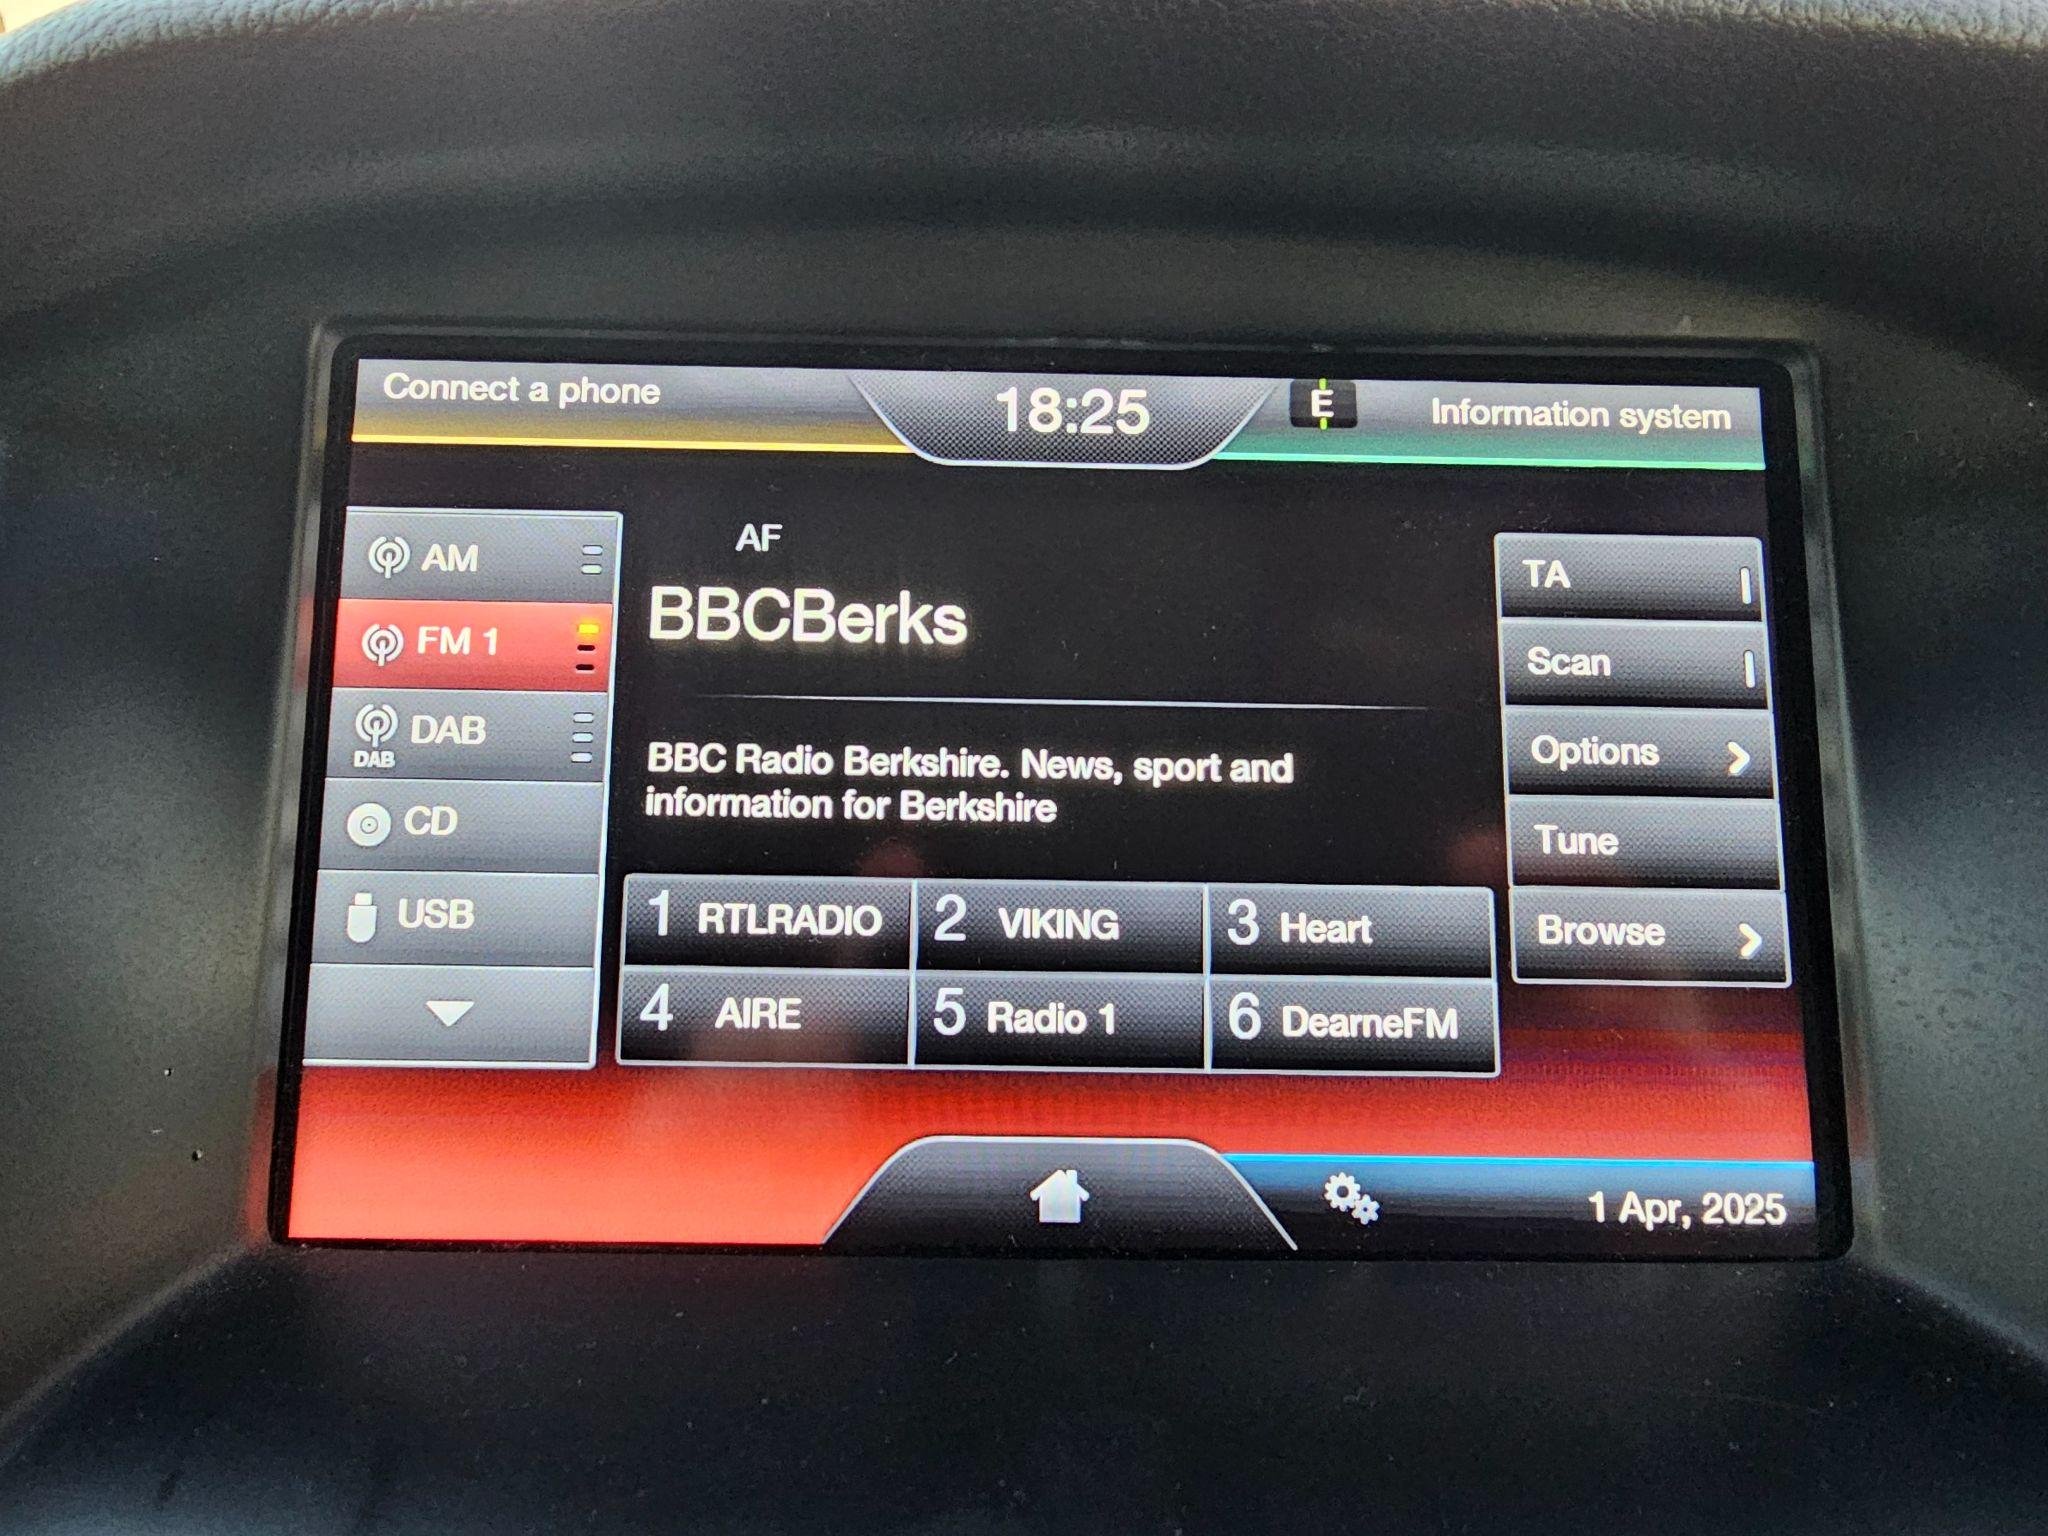 Connect a phone
18:25
E
Information system
AM
FM 1
DAB
DAB
CD
USB
AF
BBCBerks
BBC Radio Berkshire. News, sport and
information for Berkshire
1 RTLRADIO
2 VIKING
3 Heart
4 AIRE
5 Radio 1
6 DearneFM
TA
Scan
Options
Tune
Browse
1 Apr, 2025